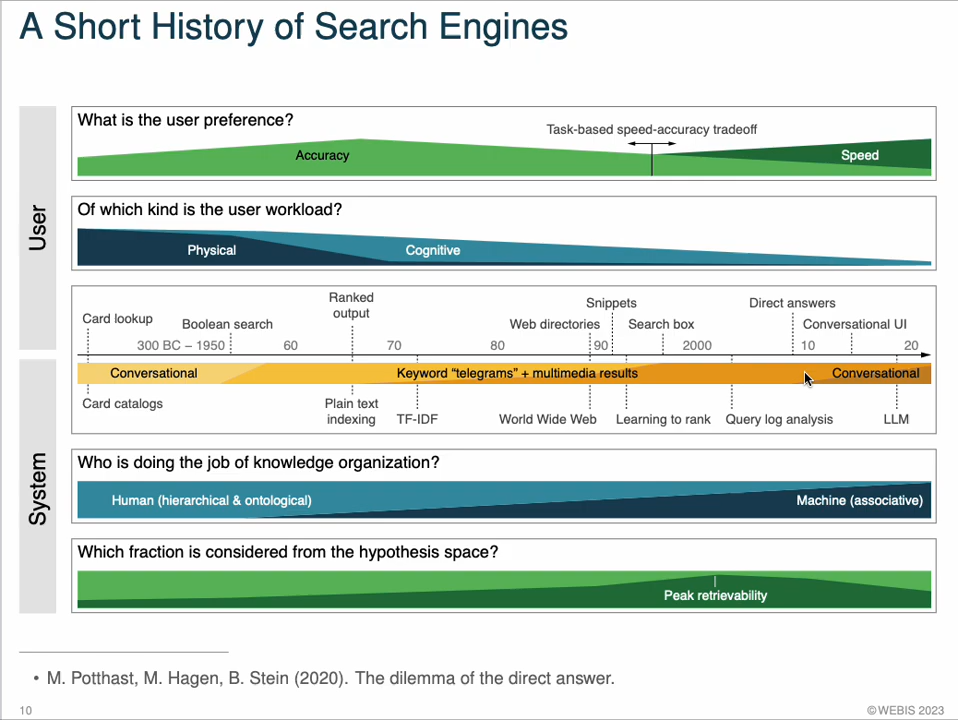 A Short History of Search Engines
User
What is the user preference?
Task-based speed-accuracy tradeoff
Accuracy
Speed
Of which kind is the user workload?
Physical
Cognitive
Card lookup
Boolean search
Ranked
output
Web directories
Snippets
Search box
Direct answers
Conversational UI
300 BC – 1950 60 70 80 90 2000 10 20
Conversational
Keyword “telegrams” + multimedia results
Conversational
Card catalogs
Plain text
indexing
TF-IDF
World Wide Web
Learning to rank
Query log analysis
LLM
System
Who is doing the job of knowledge organization?
Human (hierarchical & ontological)
Machine (associative)
Which fraction is considered from the hypothesis space?
Peak retrievability
• M. Potthast, M. Hagen, B. Stein (2020). The dilemma of the direct answer.
10
©WEBIS 2023